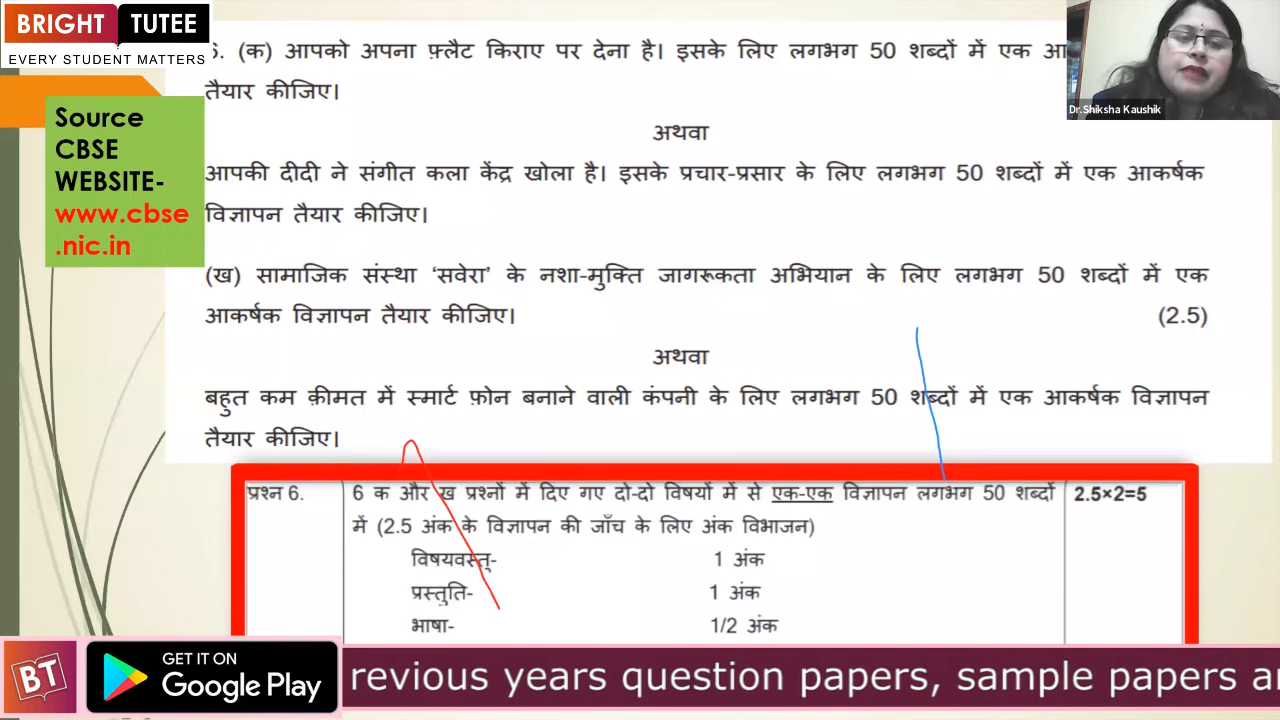 BRIGHT TUTEE
EVERY STUDENT MATTERS
Source
CBSE
WEBSITE-
www.cbse
.nic.in
Dr.Shiksha Kaushik
6. (क) आपको अपना फ़्लैट किराए पर देना है। इसके लिए लगभग 50 शब्दों में एक
तैयार कीजिए।
अथवा
आपकी दीदी ने संगीत कला केंद्र खोला है। इसके प्रचार-प्रसार के लिए लगभग 50 शब्दों में एक आकर्षक
विज्ञापन तैयार कीजिए।
(ख) सामाजिक संस्था ‘सवेरा’ के नशा-मुक्ति जागरूकता अभियान के लिए लगभग 50 शब्दों में एक
आकर्षक विज्ञापन तैयार कीजिए। (2.5)
अथवा
बहुत कम क़ीमत में स्मार्ट फ़ोन बनाने वाली कंपनी के लिए लगभग 50 शब्दों में एक आकर्षक विज्ञापन
तैयार कीजिए।
प्रश्न 6. 6 क और ख प्रश्नों में दिए गए दो-दो विषयों में से एक-एक विज्ञापन लगभग 50 शब्दों 2.5×2=5
में (2.5 अंक के विज्ञापन की जाँच के लिए अंक विभाजन)
विषयवस्तु- 1 अंक
प्रस्तुति- 1 अंक
भाषा- 1/2 अंक
BT
GET IT ON
Google Play
revious years question papers, sample papers